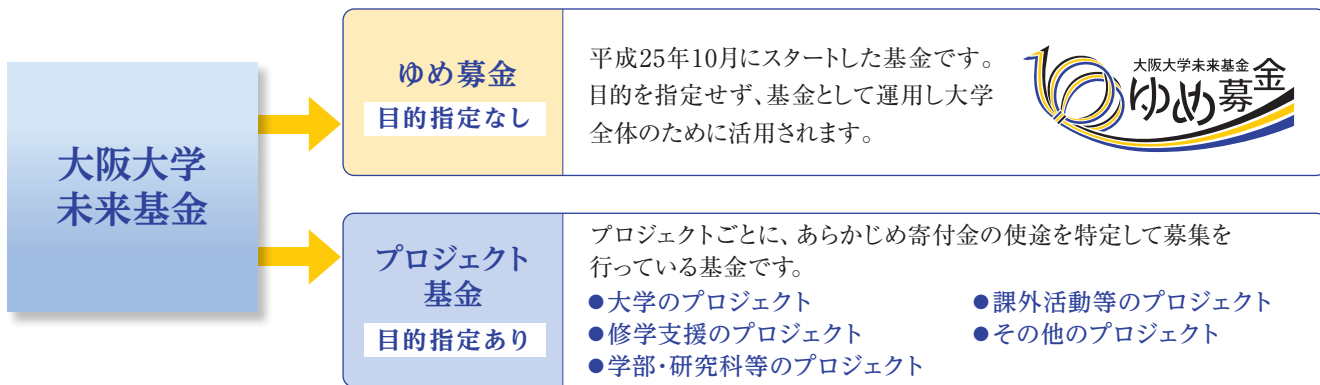 大阪大学
未来基金
ゆめ募金
目的指定なし
平成25年10月にスタートした基金です。
目的を指定せず、基金として運用し大学
全体のために活用されます。
大阪大学未来基金
ゆめ募金
プロジェクト
基金
目的指定あり
プロジェクトごとに、あらかじめ寄付金の使途を特定して募集を
行っている基金です。
●大学のプロジェクト
●修学支援のプロジェクト
●学部・研究科等のプロジェクト
●課外活動等のプロジェクト
●その他のプロジェクト